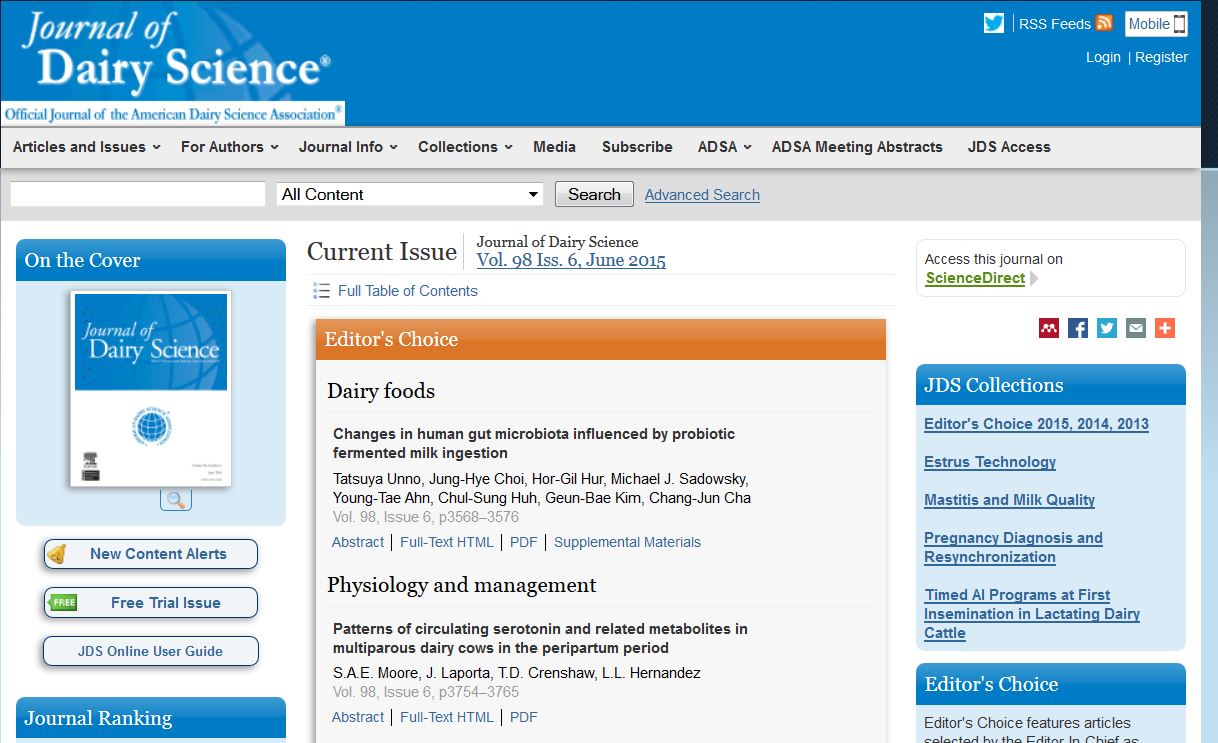 Journal of
Dairy Science®
Official Journal of the American Dairy Science Association®
RSS Feeds
Mobile
Login | Register
Articles and Issues
For Authors
Journal Info
Collections
Media
Subscribe
ADSA
ADSA Meeting Abstracts
JDS Access
All Content
Search
Advanced Search
On the Cover
Journal of
Dairy Science
New Content Alerts
FREE
Free Trial Issue
JDS Online User Guide
Journal Ranking
Current Issue
Journal of Dairy Science
Vol. 98 Iss. 6, June 2015
Full Table of Contents
Editor's Choice
Dairy foods
Changes in human gut microbiota influenced by probiotic
fermented milk ingestion
Tatsuya Unno, Jung-Hye Choi, Hor-Gil Hur, Michael J. Sadowsky,
Young-Tae Ahn, Chul-Sung Huh, Geun-Bae Kim, Chang-Jun Cha
Vol. 98, Issue 6, p3568–3576
Abstract | Full-Text HTML | PDF | Supplemental Materials
Physiology and management
Patterns of circulating serotonin and related metabolites in
multiparous dairy cows in the peripartum period
S.A.E. Moore, J. Laporta, T.D. Crenshaw, L.L. Hernandez
Vol. 98, Issue 6, p3754–3765
Abstract | Full-Text HTML | PDF
Access this journal on
ScienceDirect
JDS Collections
Editor's Choice 2015, 2014, 2013
Estrus Technology
Mastitis and Milk Quality
Pregnancy Diagnosis and
Resynchronization
Timed AI Programs at First
Insemination in Lactating Dairy
Cattle
Editor's Choice
Editor's Choice features articles
selected by the Editor In-Chief as